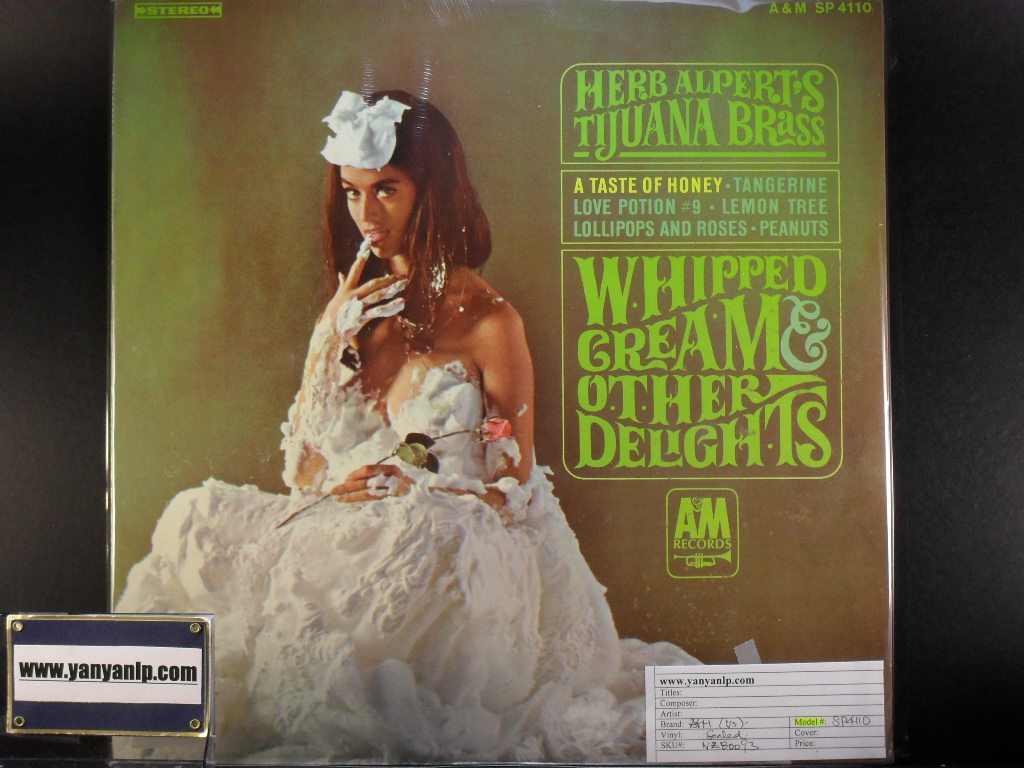 STEREO
A & M SP 4110
HERB ALPERT'S
TIJUANA BRASS
A TASTE OF HONEY • TANGERINE
LOVE POTION #9 • LEMON TREE
LOLLIPOPS AND ROSES • PEANUTS
WHIPPED
CREAM &
OTHER
DELIGHTS
A&M
RECORDS
www.yanyanlp.com
www.yanyanlp.com
Titles:
Composer:
Artist:
Brand: A&M (US) Model #: SP4110
Vinyl: Sealed Cover:
SKU#: NZ80093 Price: